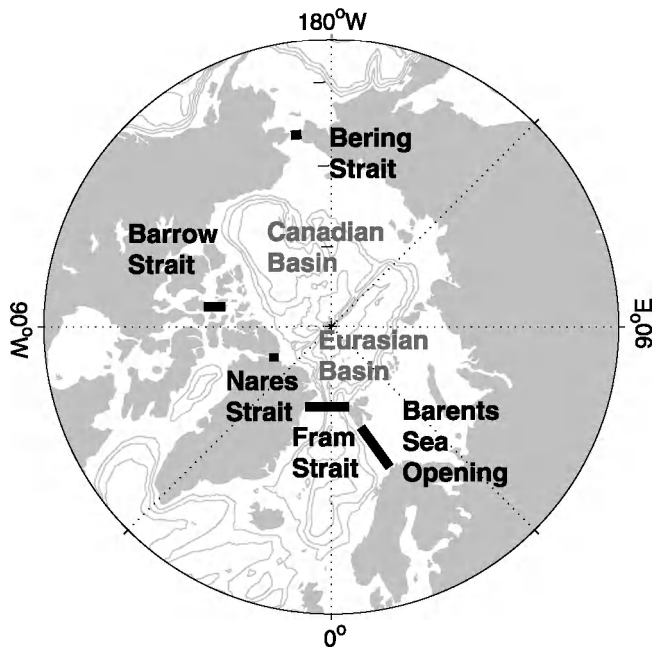 180°W
Bering
Strait
Barrow
Strait
Canadian
Basin
90°W
90°E
Eurasian
Basin
Nares
Strait
Fram
Strait
Barents
Sea
Opening
0°